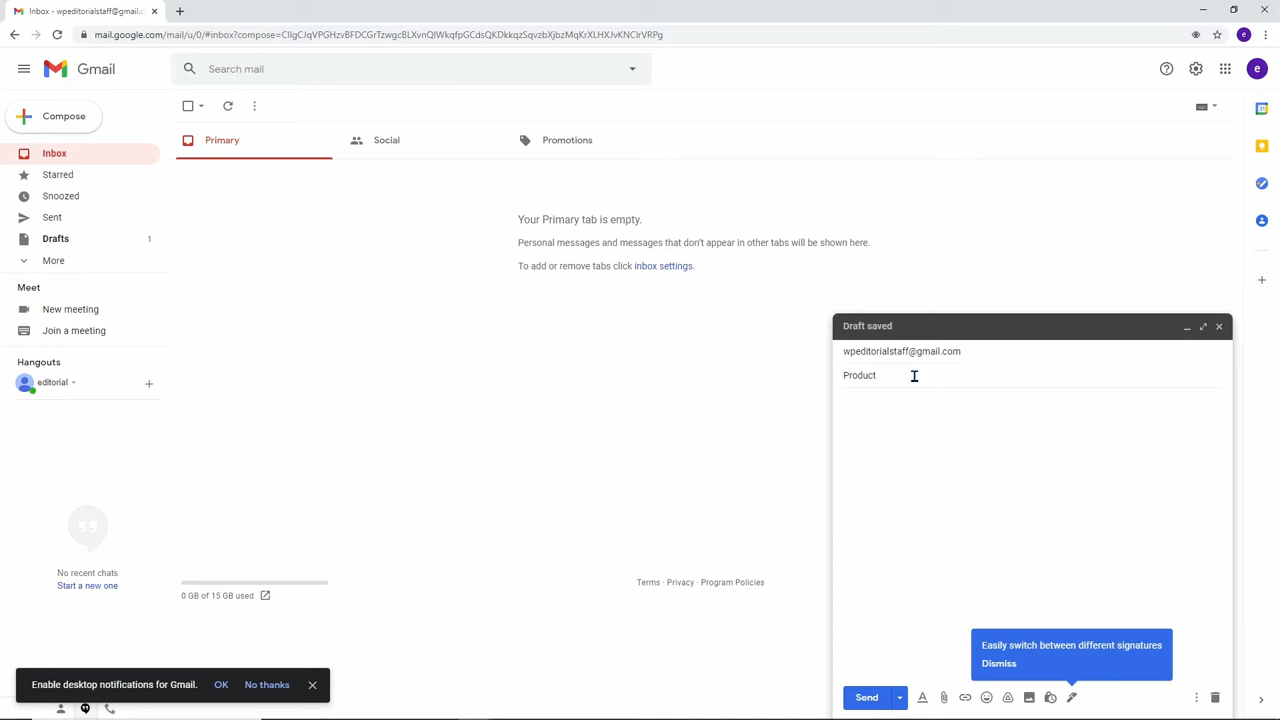 Inbox - wpeditorialstaff@gmail.c
mail.google.com/mail/u/0/#inbox?compose=CllgCJqVPGHzvBFDCGrTzwgcBLXvnQlWkqfpGCdsQKDkkqzSqvzbXjbzMqKrXLHXJvKNClrVRPg
e
Gmail
Search mail
e
Compose
Primary
Social
Promotions
Inbox
Starred
Snoozed
Sent
Drafts 1
More
Your Primary tab is empty.
Personal messages and messages that don't appear in other tabs will be shown here.
To add or remove tabs click inbox settings.
Meet
New meeting
Join a meeting
Hangouts
editorial
No recent chats
Start a new one
0 GB of 15 GB used
Terms · Privacy · Program Policies
Draft saved
wpeditorialstaff@gmail.com
Product
Easily switch between different signatures
Dismiss
Send
Enable desktop notifications for Gmail. OK No thanks